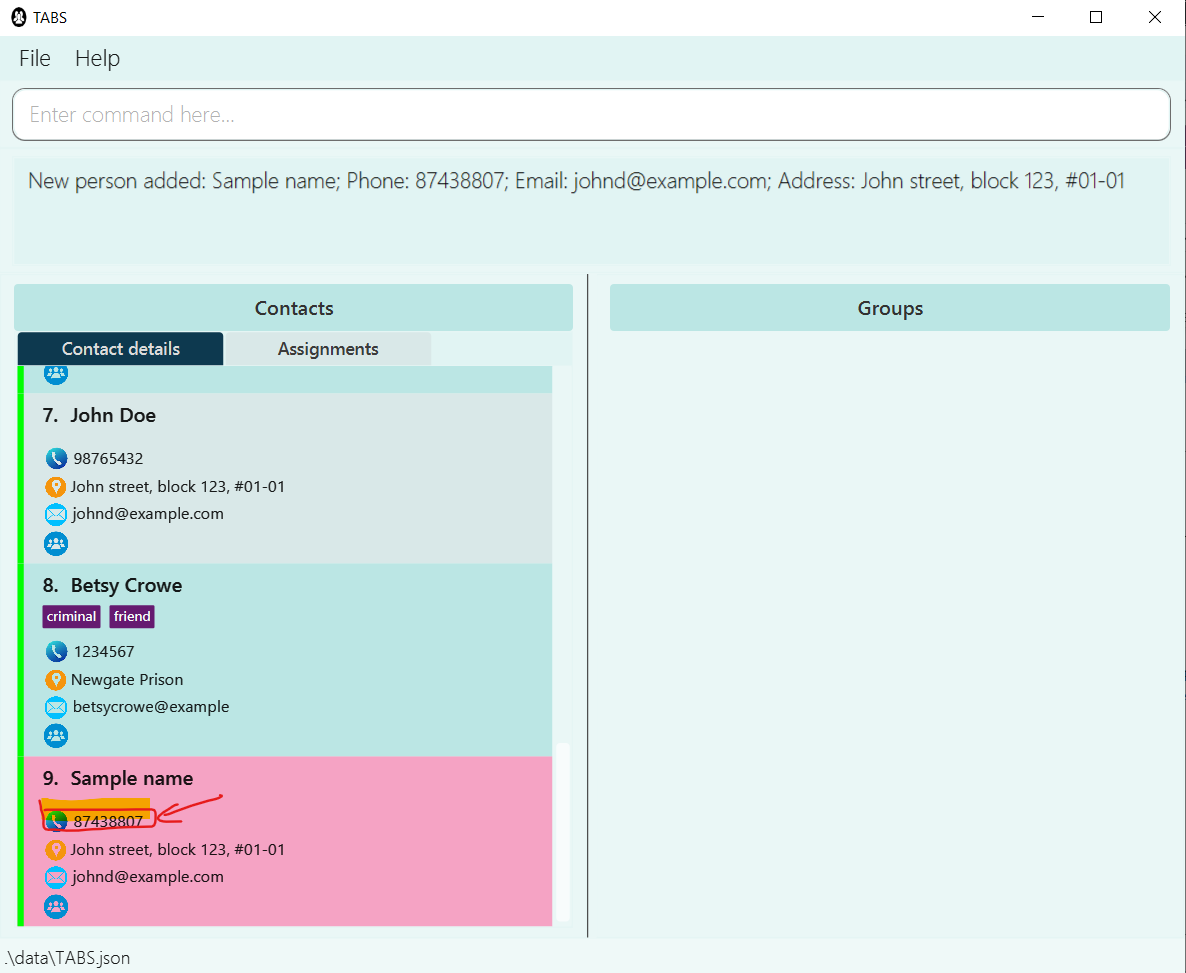 TABS
File Help
Enter command here...
New person added: Sample name; Phone: 87438807; Email: johnd@example.com; Address: John street, block 123, #01-01
Contacts
Contact details Assignments
7. John Doe
98765432
John street, block 123, #01-01
johnd@example.com
8. Betsy Crowe
criminal friend
1234567
Newgate Prison
betsycrowe@example
9. Sample name
87438807
John street, block 123, #01-01
johnd@example.com
Groups
.\data\TABS.json